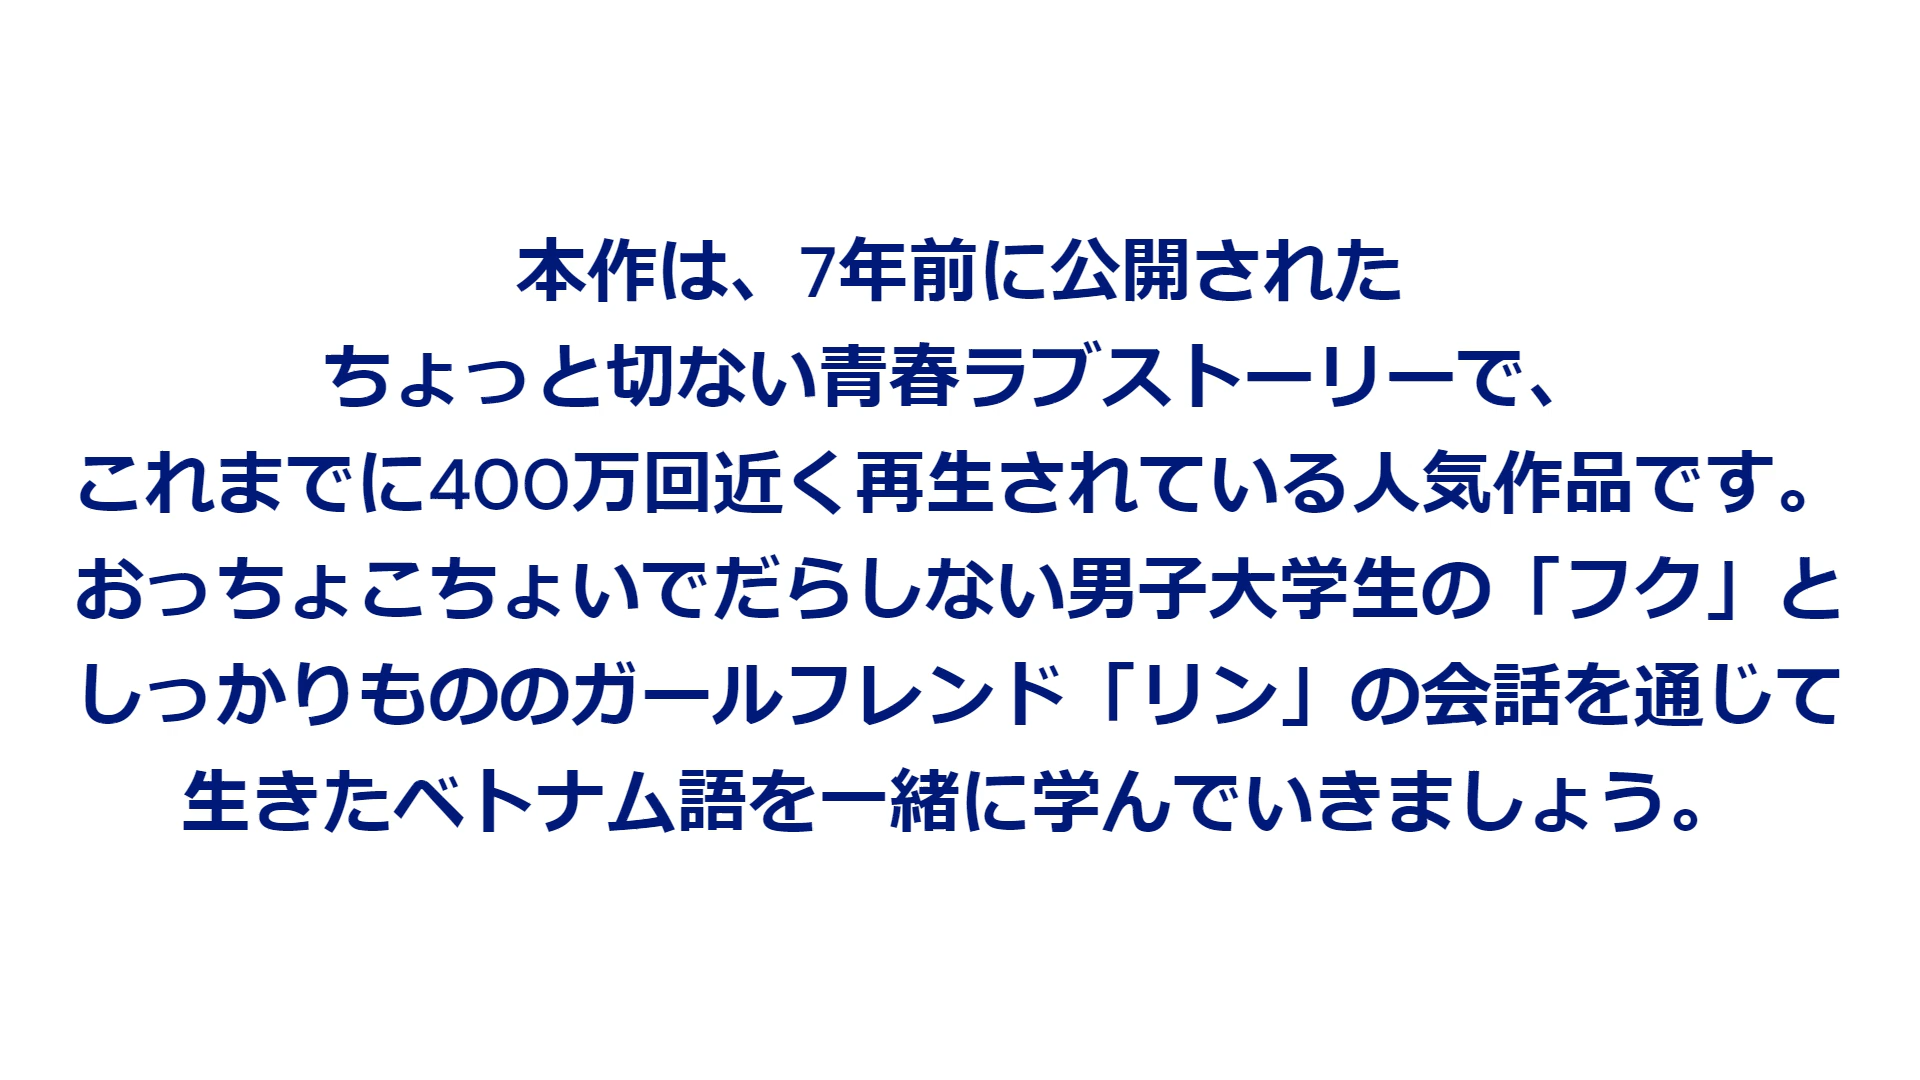 本作は、7年前に公開された
ちょっと切ない青春ラブストーリーで、
これまでに400万回近く再生されている人気作品です。
おっちょこちょいでだらしない男子大学生の「フク」と
しっかりもののガールフレンド「リン」の会話を通じて
生きたベトナム語を一緒に学んでいきましょう。